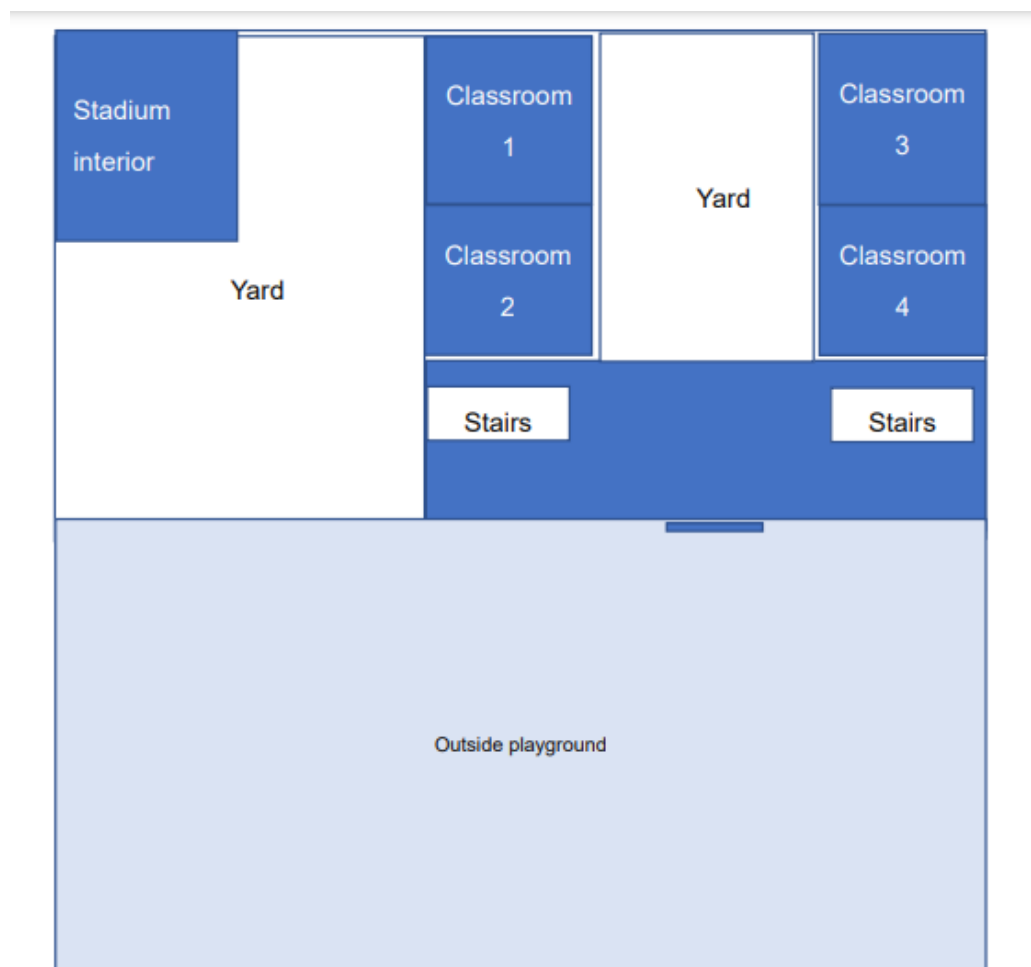 Stadium
interior
Classroom
1
Classroom
3
Yard
Classroom
2
Classroom
4
Yard
Stairs
Stairs
Outside playground